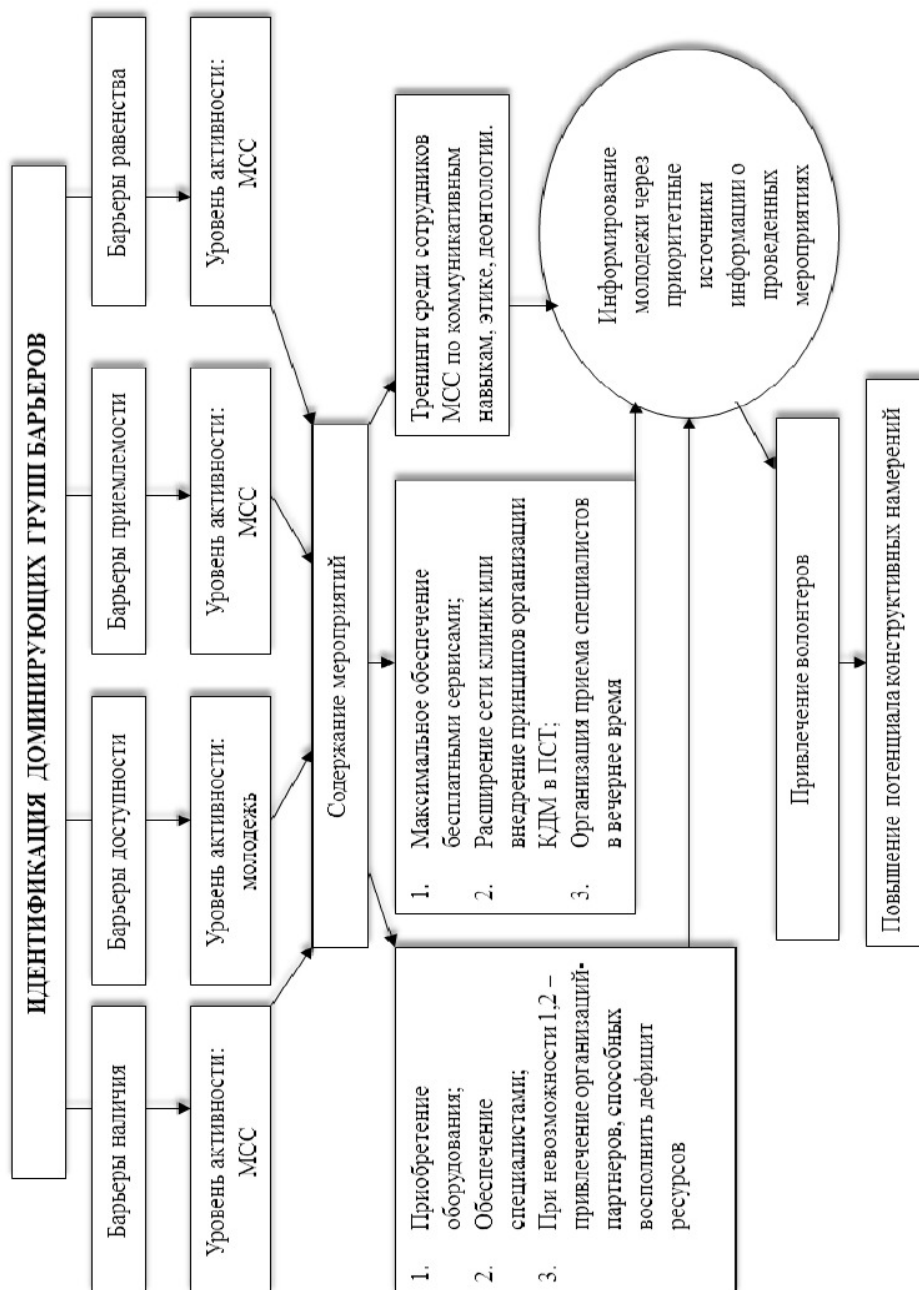 ИДЕНТИФИКАЦИЯ ДОМИНИРУЮЩИХ ГРУПП БАРЬЕРОВ
Барьеры наличия
Барьеры доступности
Барьеры приемлемости
Барьеры равенства
Уровень активности:
МСС
Уровень активности:
молодежь
Уровень активности:
МСС
Уровень активности:
МСС
Содержание мероприятий
1. Приобретение
оборудования;
2. Обеспечение
специалистами;
3. При невозможности 1,2 –
привлечение организаций-
партнеров, способных
восполнить дефицит
ресурсов
1. Максимальное обеспечение
бесплатными сервисами;
2. Расширение сети клиник или
внедрение принципов организации
КДМ в ПСТ;
3. Организация приема специалистов
в вечернее время
Тренинги среди сотрудников
МСС по коммуникативным
навыкам, этике, деонтологии.
Информирование
молодежи через
приоритетные
источники
информации о
проведенных
мероприятиях
Привлечение волонтеров
Повышение потенциала конструктивных намерений